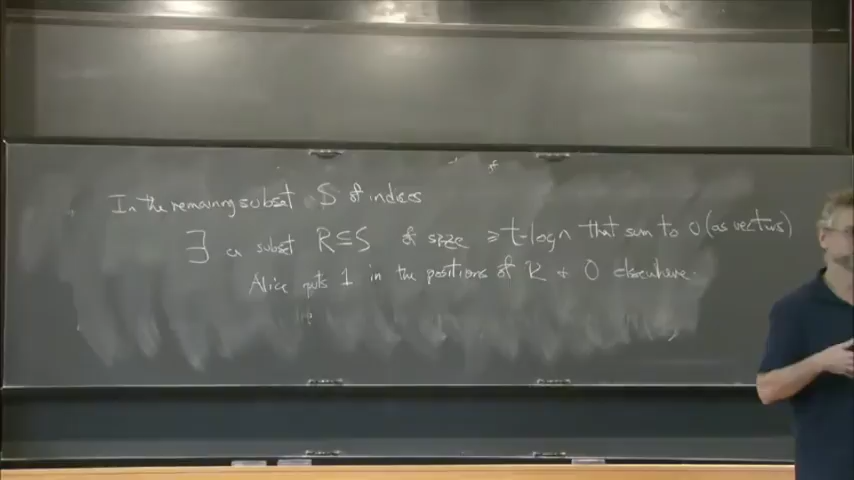 In the remaining subset S of indices
∃ a subset R ⊆ S of size ≥ t-logn that sum to 0 (as vectors)
Alice puts 1 in the positions of R & 0 elsewhere.